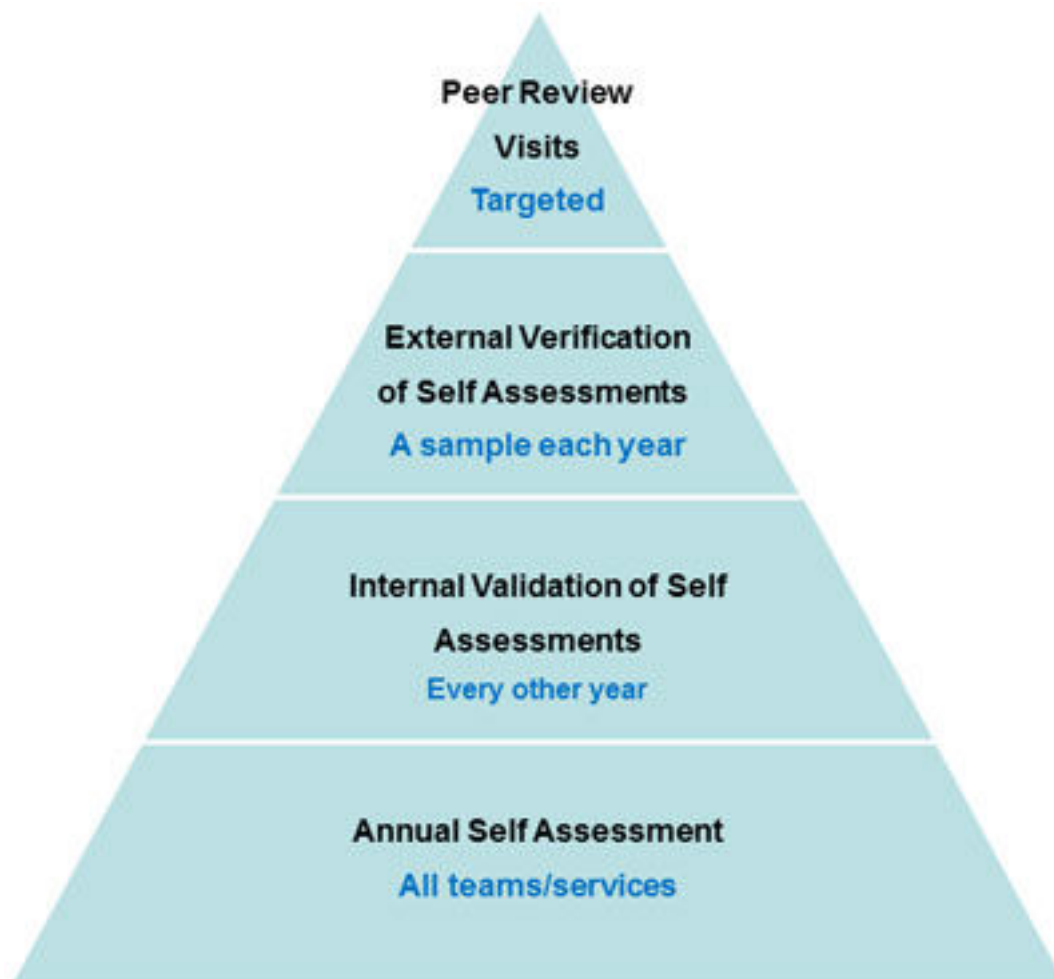 Peer Review
Visits
Targeted
External Verification
of Self Assessments
A sample each year
Internal Validation of Self
Assessments
Every other year
Annual Self Assessment
All teams/services